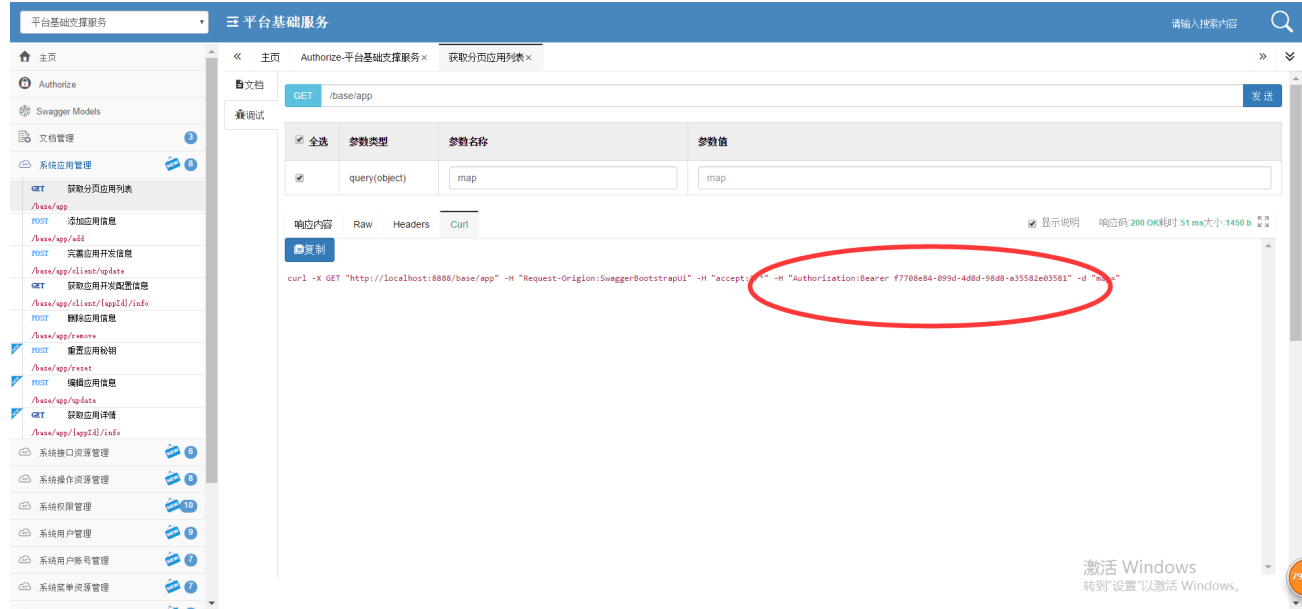 平台基础支撑服务
平台基础服务
请输入搜索内容
主页
Authorize
Swagger Models
文档管理 3
系统应用管理 NEW 8
GET 获取分页应用列表
/base/app
POST 添加应用信息
/base/app/add
POST 完善应用开发信息
/base/app/client/update
GET 获取应用开发配置信息
/base/app/client/{appId}/info
POST 删除应用信息
/base/app/remove
POST 重置应用秘钥
/base/app/reset
POST 编辑应用信息
/base/app/update
GET 获取应用详情
/base/app/{appId}/info
系统接口资源管理 NEW 6
系统操作资源管理 NEW 8
系统权限管理 NEW 10
系统用户管理 NEW 9
系统用户账号管理 NEW 7
系统菜单资源管理 NEW 7
主页 Authorize-平台基础支撑服务× 获取分页应用列表×
文档
调试
GET /base/app 发 送
全选 参数类型 参数名称 参数值
query(object) map map
响应内容 Raw Headers Curl 显示说明 响应码:200 OK耗时:51 ms大小:1450 b
复制
curl -X GET "http://localhost:8888/base/app" -H "Request-Origion:SwaggerBootstrapUi" -H "accept:*/*" -H "Authorization:Bearer f7708e84-099d-4d8d-98d8-a35582e03581" -d "map="
激活 Windows
转到"设置"以激活 Windows。
79